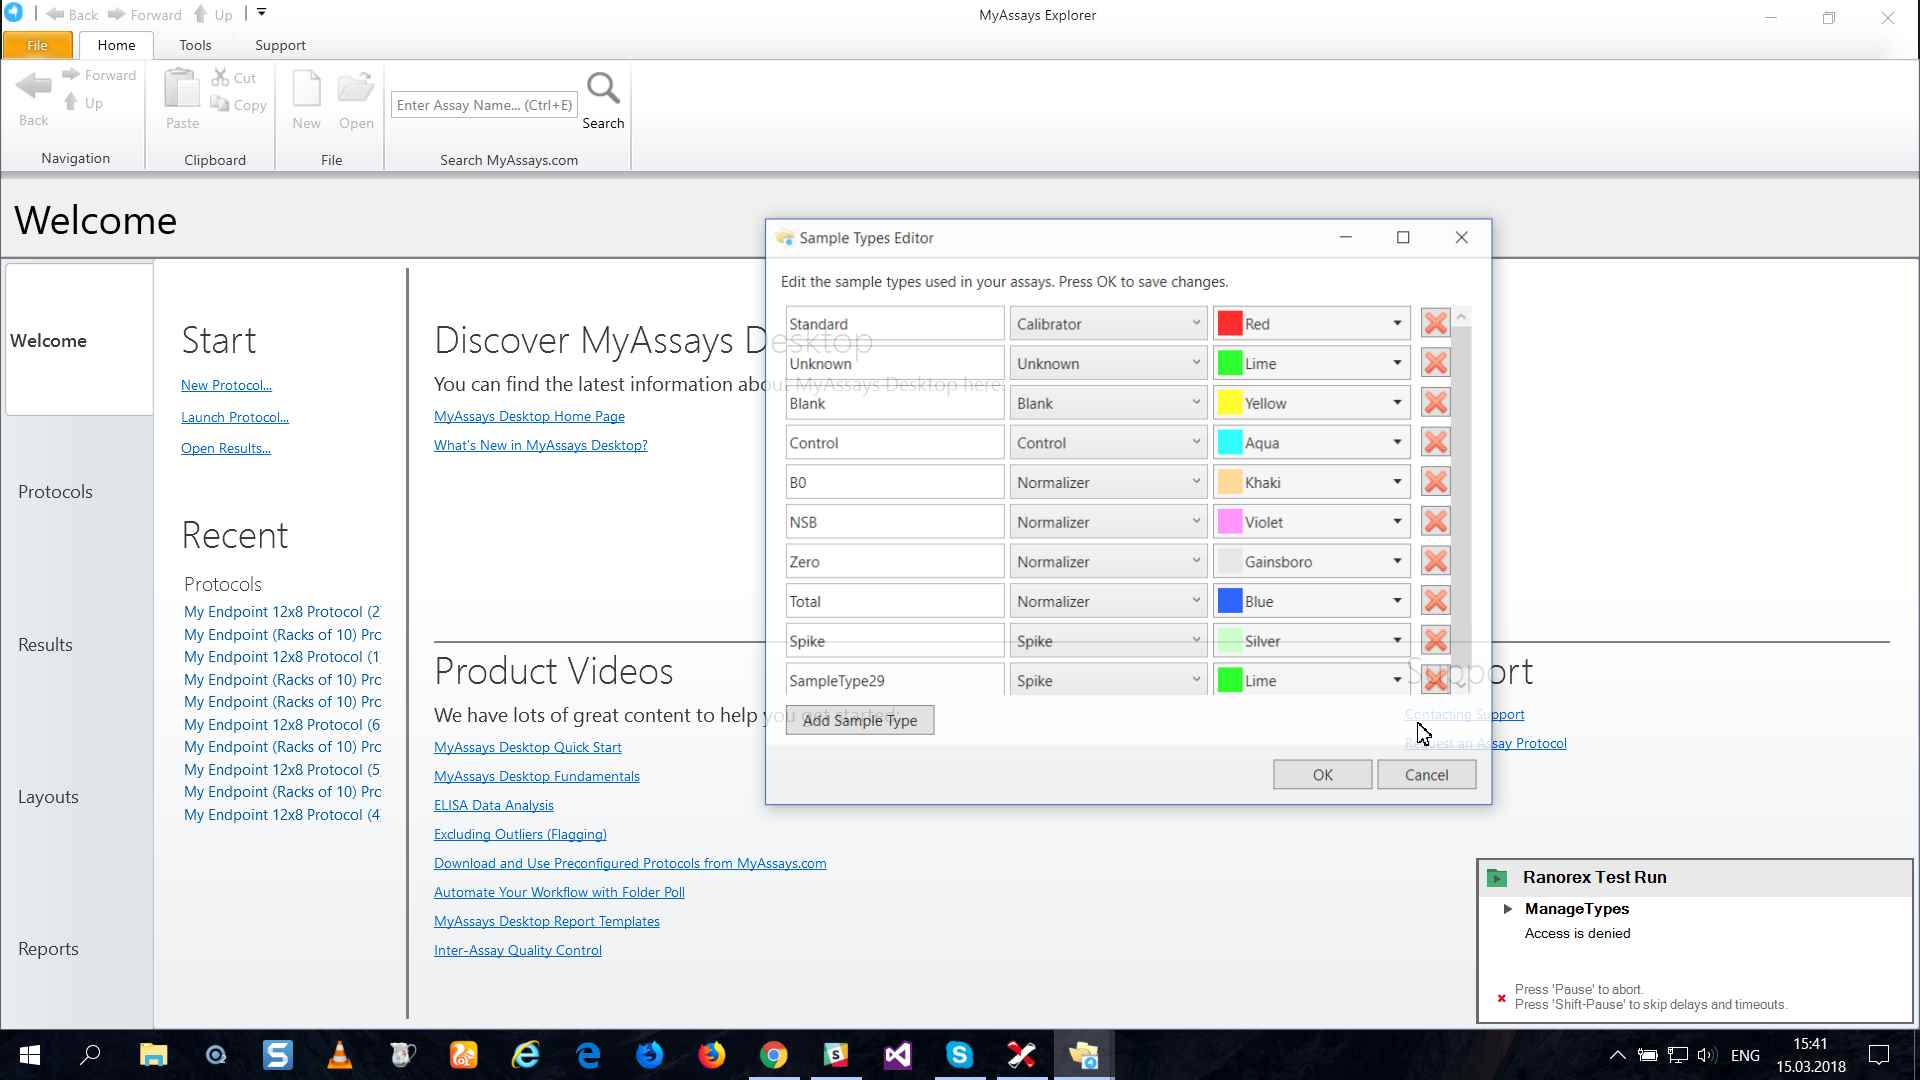 Back Forward Up MyAssays Explorer
File Home Tools Support
Back Forward Up
Navigation
Paste Cut Copy
Clipboard
New Open
File
Enter Assay Name... (Ctrl+E) Search
Search MyAssays.com
Welcome
Welcome
Protocols
Results
Layouts
Reports
Start
New Protocol...
Launch Protocol...
Open Results...
Recent
Protocols
My Endpoint 12x8 Protocol (2
My Endpoint (Racks of 10) Prc
My Endpoint 12x8 Protocol (1
My Endpoint (Racks of 10) Prc
My Endpoint (Racks of 10) Prc
My Endpoint 12x8 Protocol (6
My Endpoint (Racks of 10) Prc
My Endpoint 12x8 Protocol (5
My Endpoint (Racks of 10) Prc
My Endpoint 12x8 Protocol (4
Discover MyAssays Desktop
You can find the latest information about MyAssays Desktop here.
MyAssays Desktop Home Page
What's New in MyAssays Desktop?
Product Videos
We have lots of great content to help you get started:
MyAssays Desktop Quick Start
MyAssays Desktop Fundamentals
ELISA Data Analysis
Excluding Outliers (Flagging)
Download and Use Preconfigured Protocols from MyAssays.com
Automate Your Workflow with Folder Poll
MyAssays Desktop Report Templates
Inter-Assay Quality Control
Support
Contacting Support
Request an Assay Protocol
Sample Types Editor
Edit the sample types used in your assays. Press OK to save changes.
Standard Calibrator Red
Unknown Unknown Lime
Blank Blank Yellow
Control Control Aqua
B0 Normalizer Khaki
NSB Normalizer Violet
Zero Normalizer Gainsboro
Total Normalizer Blue
Spike Spike Silver
SampleType29 Spike Lime
Add Sample Type
OK Cancel
Ranorex Test Run
ManageTypes
Access is denied
Press 'Pause' to abort.
Press 'Shift-Pause' to skip delays and timeouts.
ENG
15:41
15.03.2018